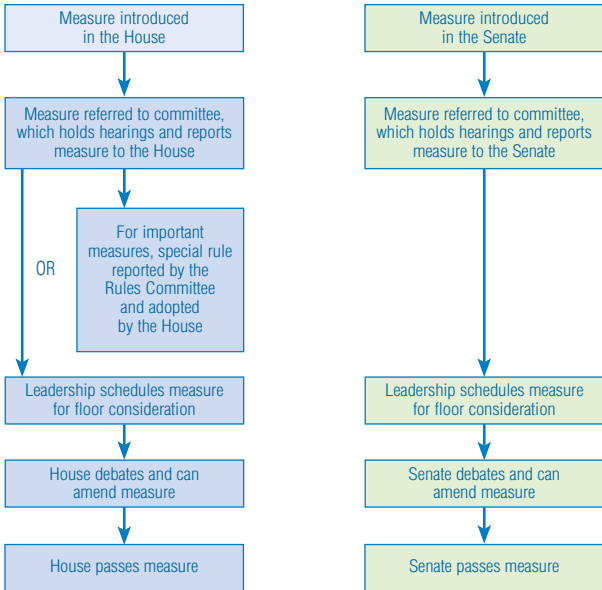 Measure introduced
in the House
Measure referred to committee,
which holds hearings and reports
measure to the House
OR
For important
measures, special rule
reported by the
Rules Committee
and adopted
by the House
Leadership schedules measure
for floor consideration
House debates and can
amend measure
House passes measure
Measure introduced
in the Senate
Measure referred to committee,
which holds hearings and reports
measure to the Senate
Leadership schedules measure
for floor consideration
Senate debates and can
amend measure
Senate passes measure